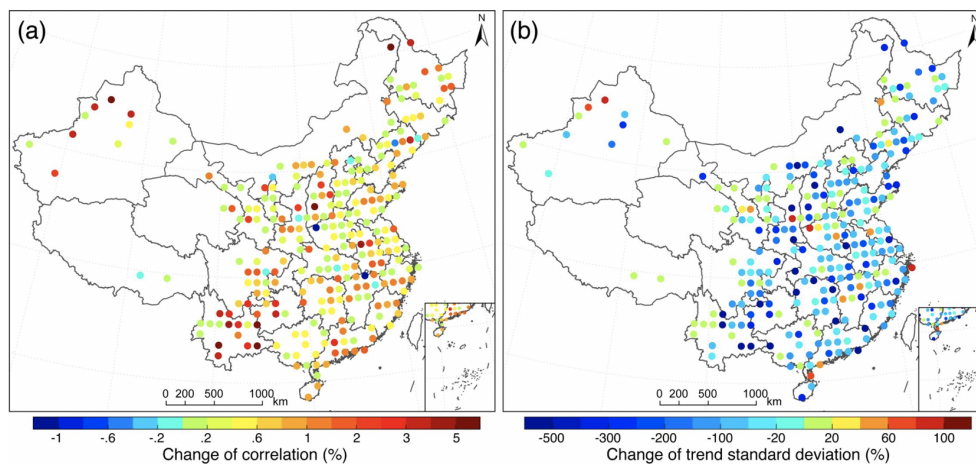 (a)
N
0 200 500 1000
km
-1 -.6 -.2 .2 .6 1 2 3 5
Change of correlation (%)
(b)
N
0 200 500 1000
km
-500 -300 -200 -100 -20 20 60 100
Change of trend standard deviation (%)